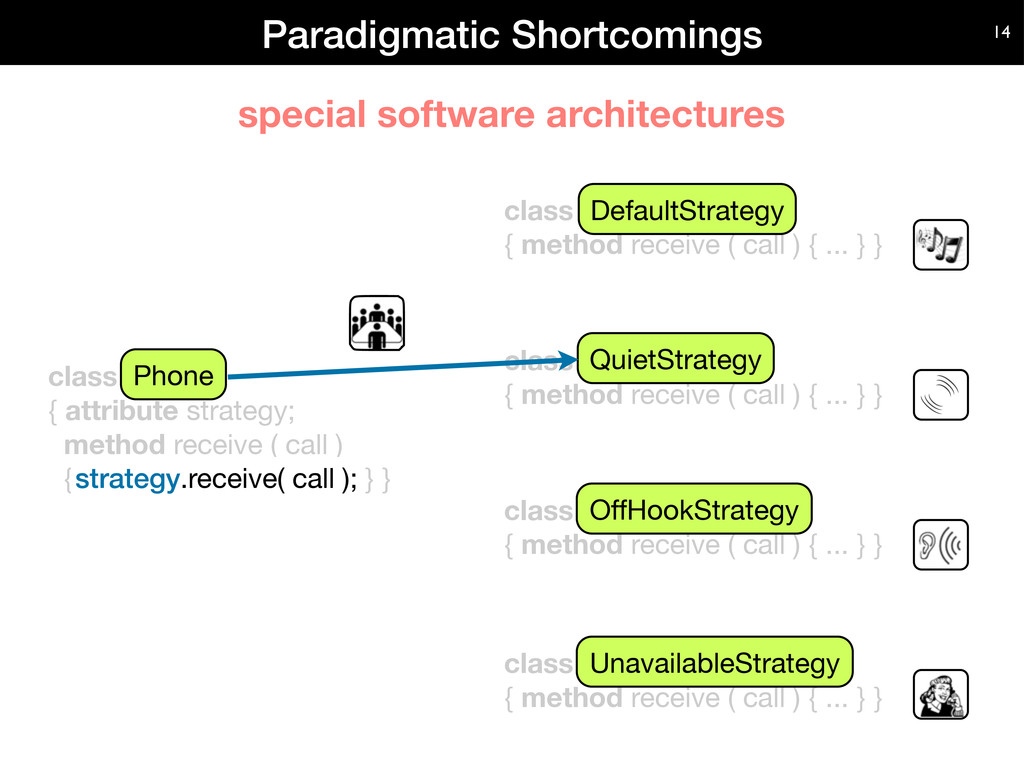 Paradigmatic Shortcomings
14
special software architectures
class DefaultStrategy
{ method receive ( call ) { ... } }
class Phone
{ attribute strategy;
method receive ( call )
{ strategy.receive( call ); } }
class QuietStrategy
{ method receive ( call ) { ... } }
class OffHookStrategy
{ method receive ( call ) { ... } }
class UnavailableStrategy
{ method receive ( call ) { ... } }